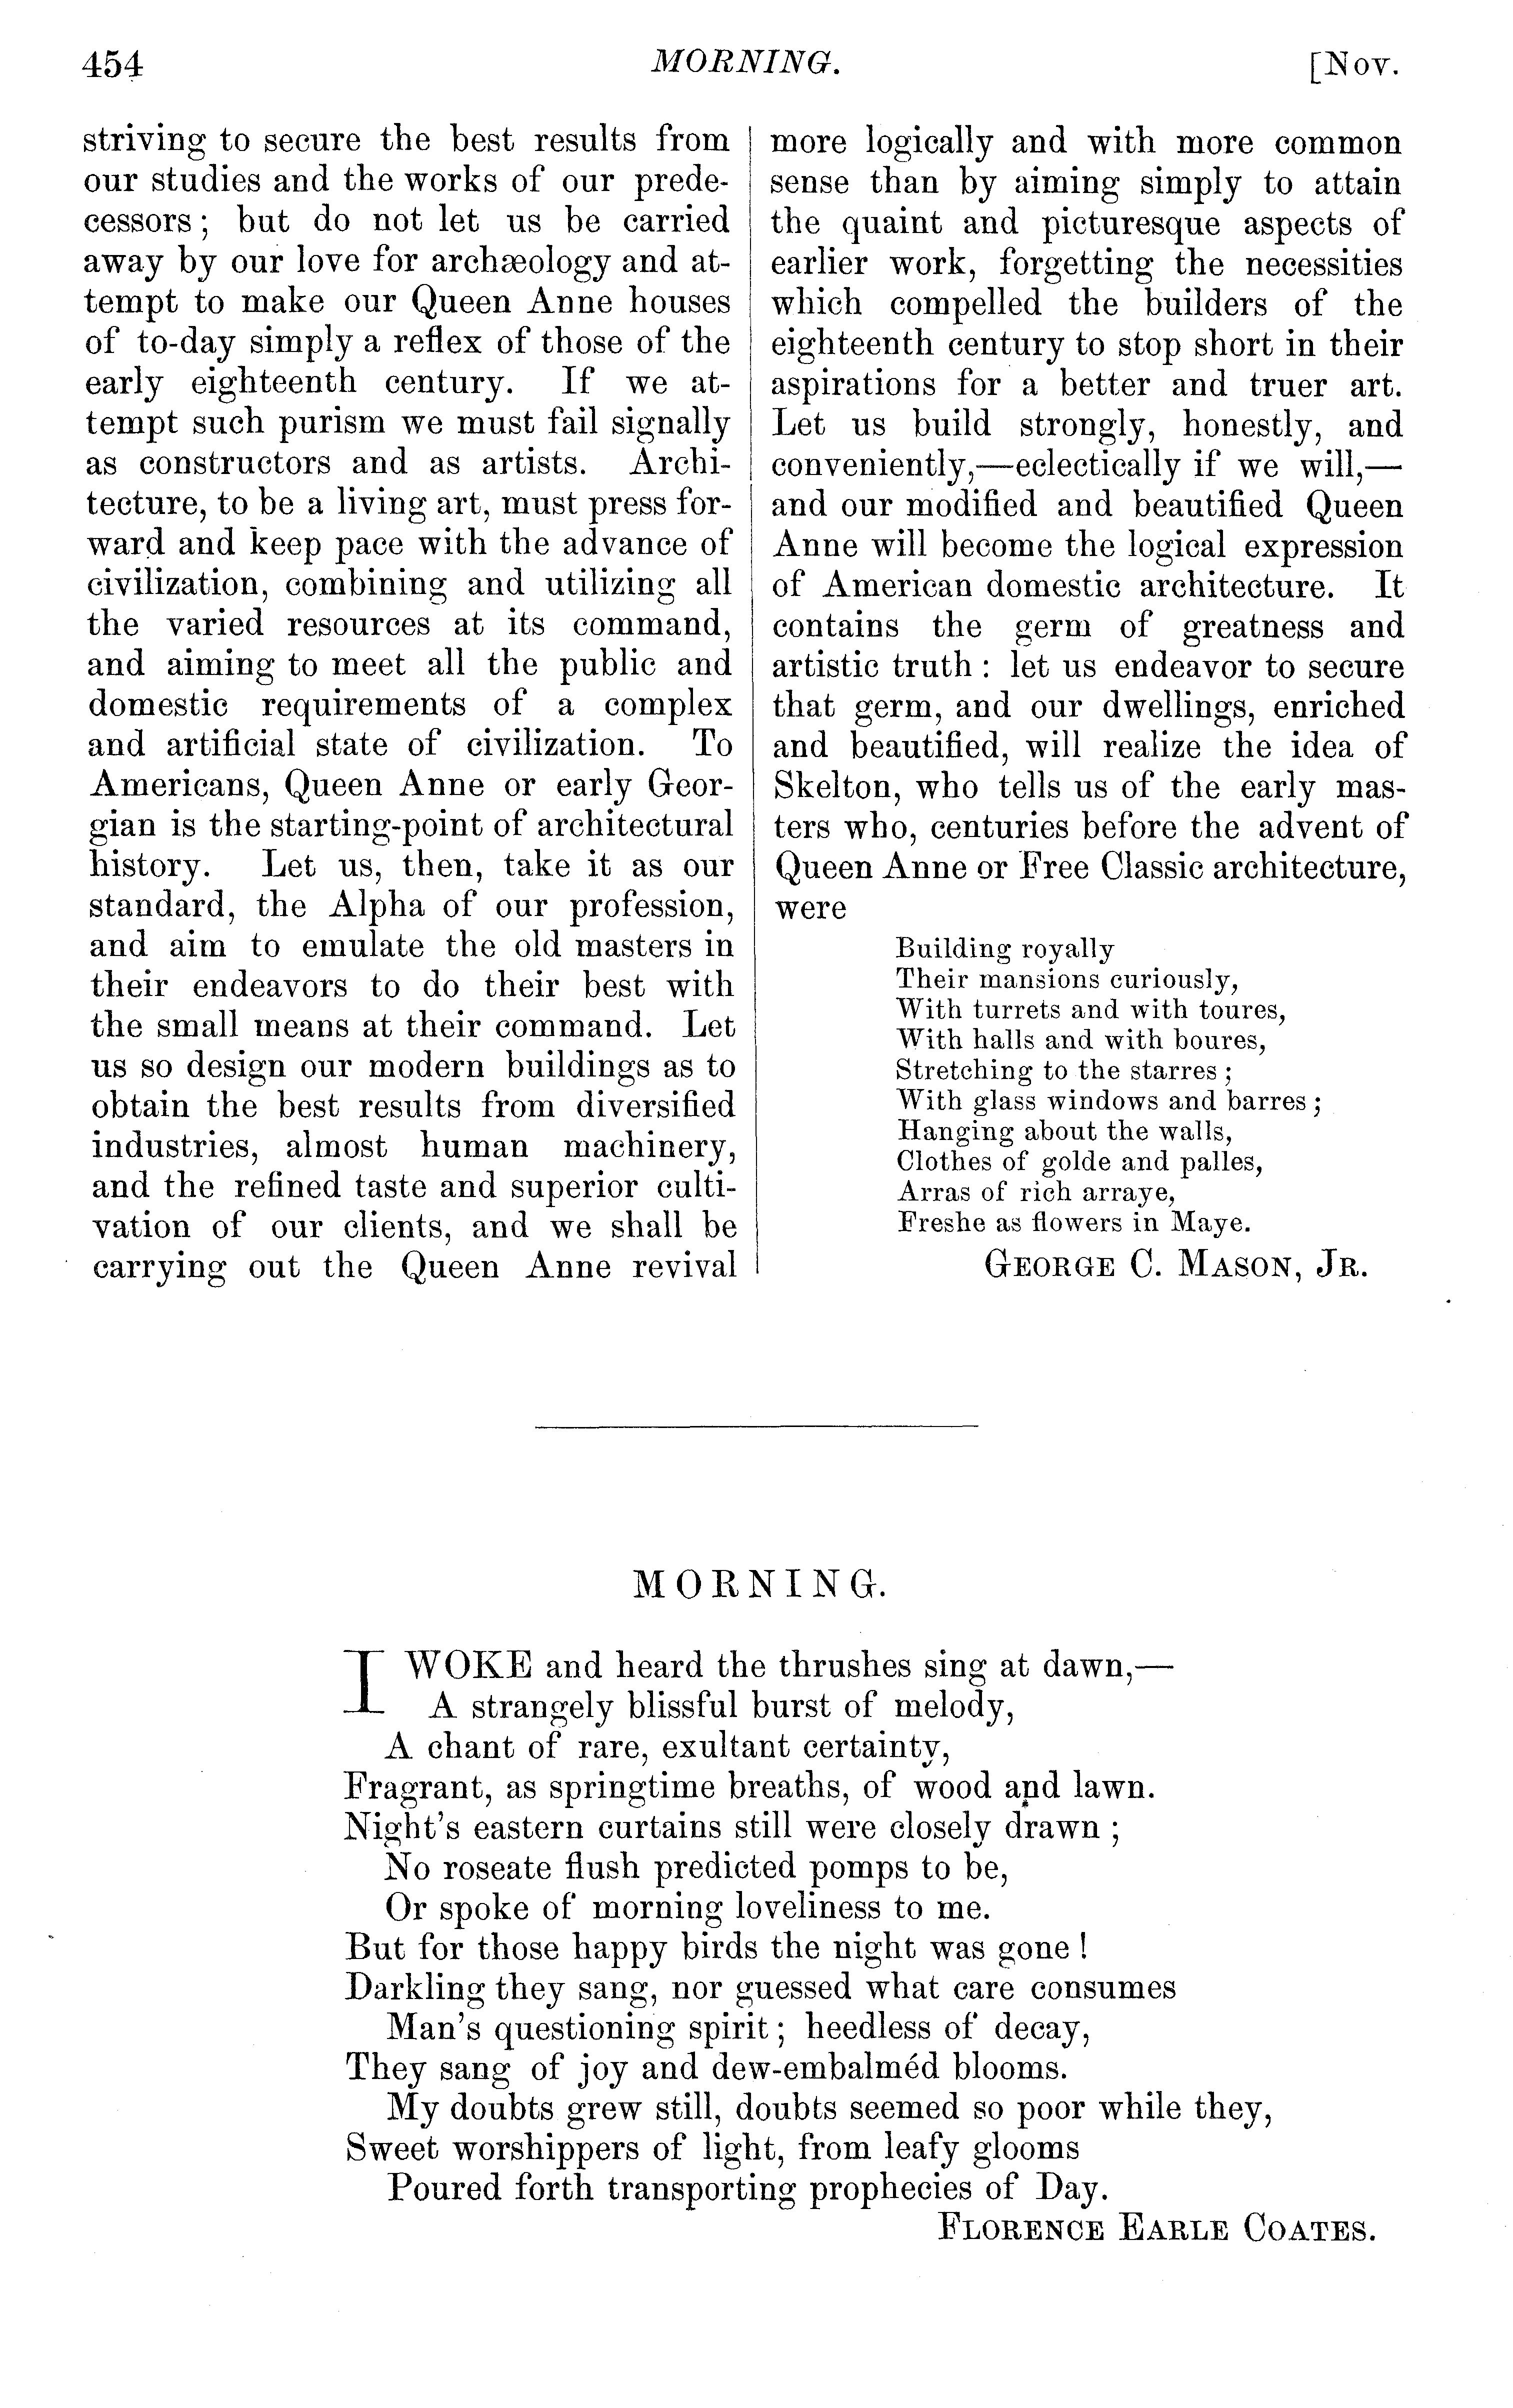 454
MORNING.
[Nov.
striving to secure the best results from
our studies and the works of our prede-
cessors; but do not let us be carried
away by our love for archæology and at-
tempt to make our Queen Anne houses
of to-day simply a reflex of those of the
early eighteenth century. If we at-
tempt such purism we must fail signally
as constructors and as artists. Archi-
tecture, to be a living art, must press for-
ward and keep pace with the advance of
civilization, combining and utilizing all
the varied resources at its command,
and aiming to meet all the public and
domestic requirements of a complex
and artificial state of civilization. To
Americans, Queen Anne or early Geor-
gian is the starting-point of architectural
history. Let us, then, take it as our
standard, the Alpha of our profession,
and aim to emulate the old masters in
their endeavors to do their best with
the small means at their command. Let
us so design our modern buildings as to
obtain the best results from diversified
industries, almost human machinery,
and the refined taste and superior culti-
vation of our clients, and we shall be
carrying out the Queen Anne revival
more logically and with more common
sense than by aiming simply to attain
the quaint and picturesque aspects of
earlier work, forgetting the necessities
which compelled the builders of the
eighteenth century to stop short in their
aspirations for a better and truer art.
Let us build strongly, honestly, and
conveniently,—eclectically if we will,—
and our modified and beautified Queen
Anne will become the logical expression
of American domestic architecture. It
contains the germ of greatness and
artistic truth: let us endeavor to secure
that germ, and our dwellings, enriched
and beautified, will realize the idea of
Skelton, who tells us of the early mas-
ters who, centuries before the advent of
Queen Anne or Free Classic architecture,
were
Building royally
Their mansions curiously,
With turrets and with toures,
With halls and with boures,
Stretching to the starres;
With glass windows and barres;
Hanging about the walls,
Clothes of golde and palles,
Arras of rich arraye,
Freshe as flowers in Maye.
GEORGE C. MASON, JR.
MORNING.
I WOKE and heard the thrushes sing at dawn,—
A strangely blissful burst of melody,
A chant of rare, exultant certainty,
Fragrant, as springtime breaths, of wood and lawn.
Night's eastern curtains still were closely drawn;
No roseate flush predicted pomps to be,
Or spoke of morning loveliness to me.
But for those happy birds the night was gone!
Darkling they sang, nor guessed what care consumes
Man's questioning spirit; heedless of decay,
They sang of joy and dew-embalméd blooms.
My doubts grew still, doubts seemed so poor while they,
Sweet worshippers of light, from leafy glooms
Poured forth transporting prophecies of Day.
FLORENCE EARLE COATES.